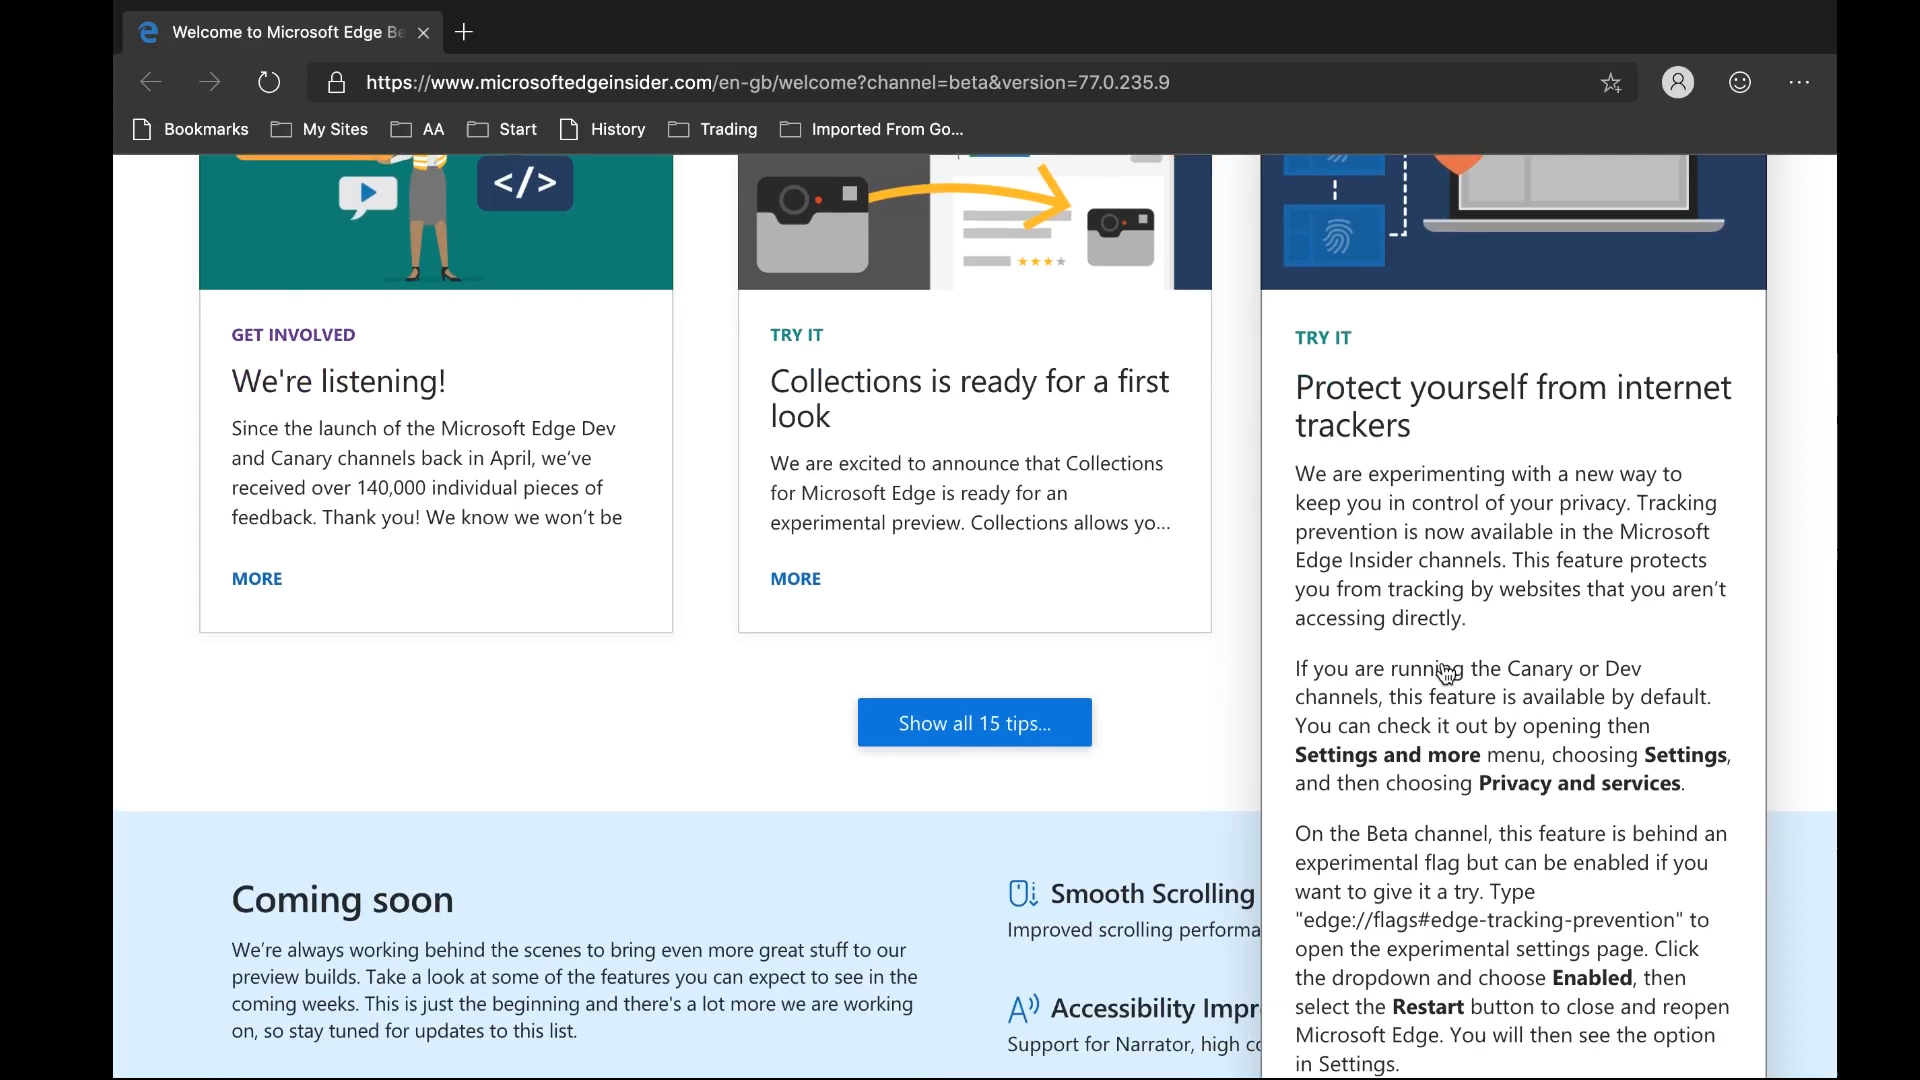 Welcome to Microsoft Edge Be
https://www.microsoftedgeinsider.com/en-gb/welcome?channel=beta&version=77.0.235.9
Bookmarks My Sites AA Start History Trading Imported From Go...
</>
GET INVOLVED
We're listening!
Since the launch of the Microsoft Edge Dev
and Canary channels back in April, we've
received over 140,000 individual pieces of
feedback. Thank you! We know we won't be
MORE
TRY IT
Collections is ready for a first
look
We are excited to announce that Collections
for Microsoft Edge is ready for an
experimental preview. Collections allows yo...
MORE
TRY IT
Protect yourself from internet
trackers
We are experimenting with a new way to
keep you in control of your privacy. Tracking
prevention is now available in the Microsoft
Edge Insider channels. This feature protects
you from tracking by websites that you aren't
accessing directly.
If you are running the Canary or Dev
channels, this feature is available by default.
You can check it out by opening then
Settings and more menu, choosing Settings,
and then choosing Privacy and services.
On the Beta channel, this feature is behind an
experimental flag but can be enabled if you
want to give it a try. Type
"edge://flags#edge-tracking-prevention" to
open the experimental settings page. Click
the dropdown and choose Enabled, then
select the Restart button to close and reopen
Microsoft Edge. You will then see the option
in Settings.
Show all 15 tips...
Coming soon
We're always working behind the scenes to bring even more great stuff to our
preview builds. Take a look at some of the features you can expect to see in the
coming weeks. This is just the beginning and there's a lot more we are working
on, so stay tuned for updates to this list.
Smooth Scrolling
Improved scrolling performa
Accessibility Impr
Support for Narrator, high co